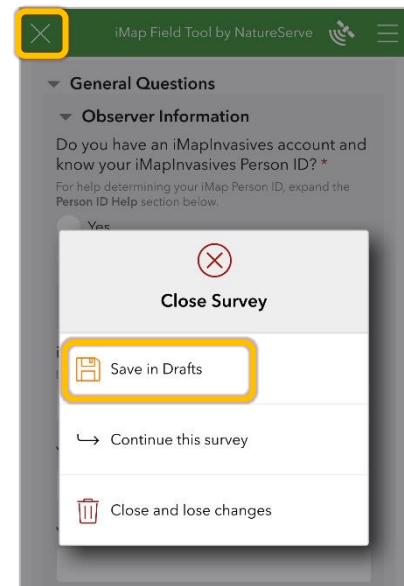 iMap Field Tool by NatureServe
General Questions
Observer Information
Do you have an iMapInvasives account and
know your iMapInvasives Person ID? *
For help determining your iMap Person ID, expand the
Person ID Help section below.
Yes
Close Survey
Save in Drafts
Continue this survey
Close and lose changes